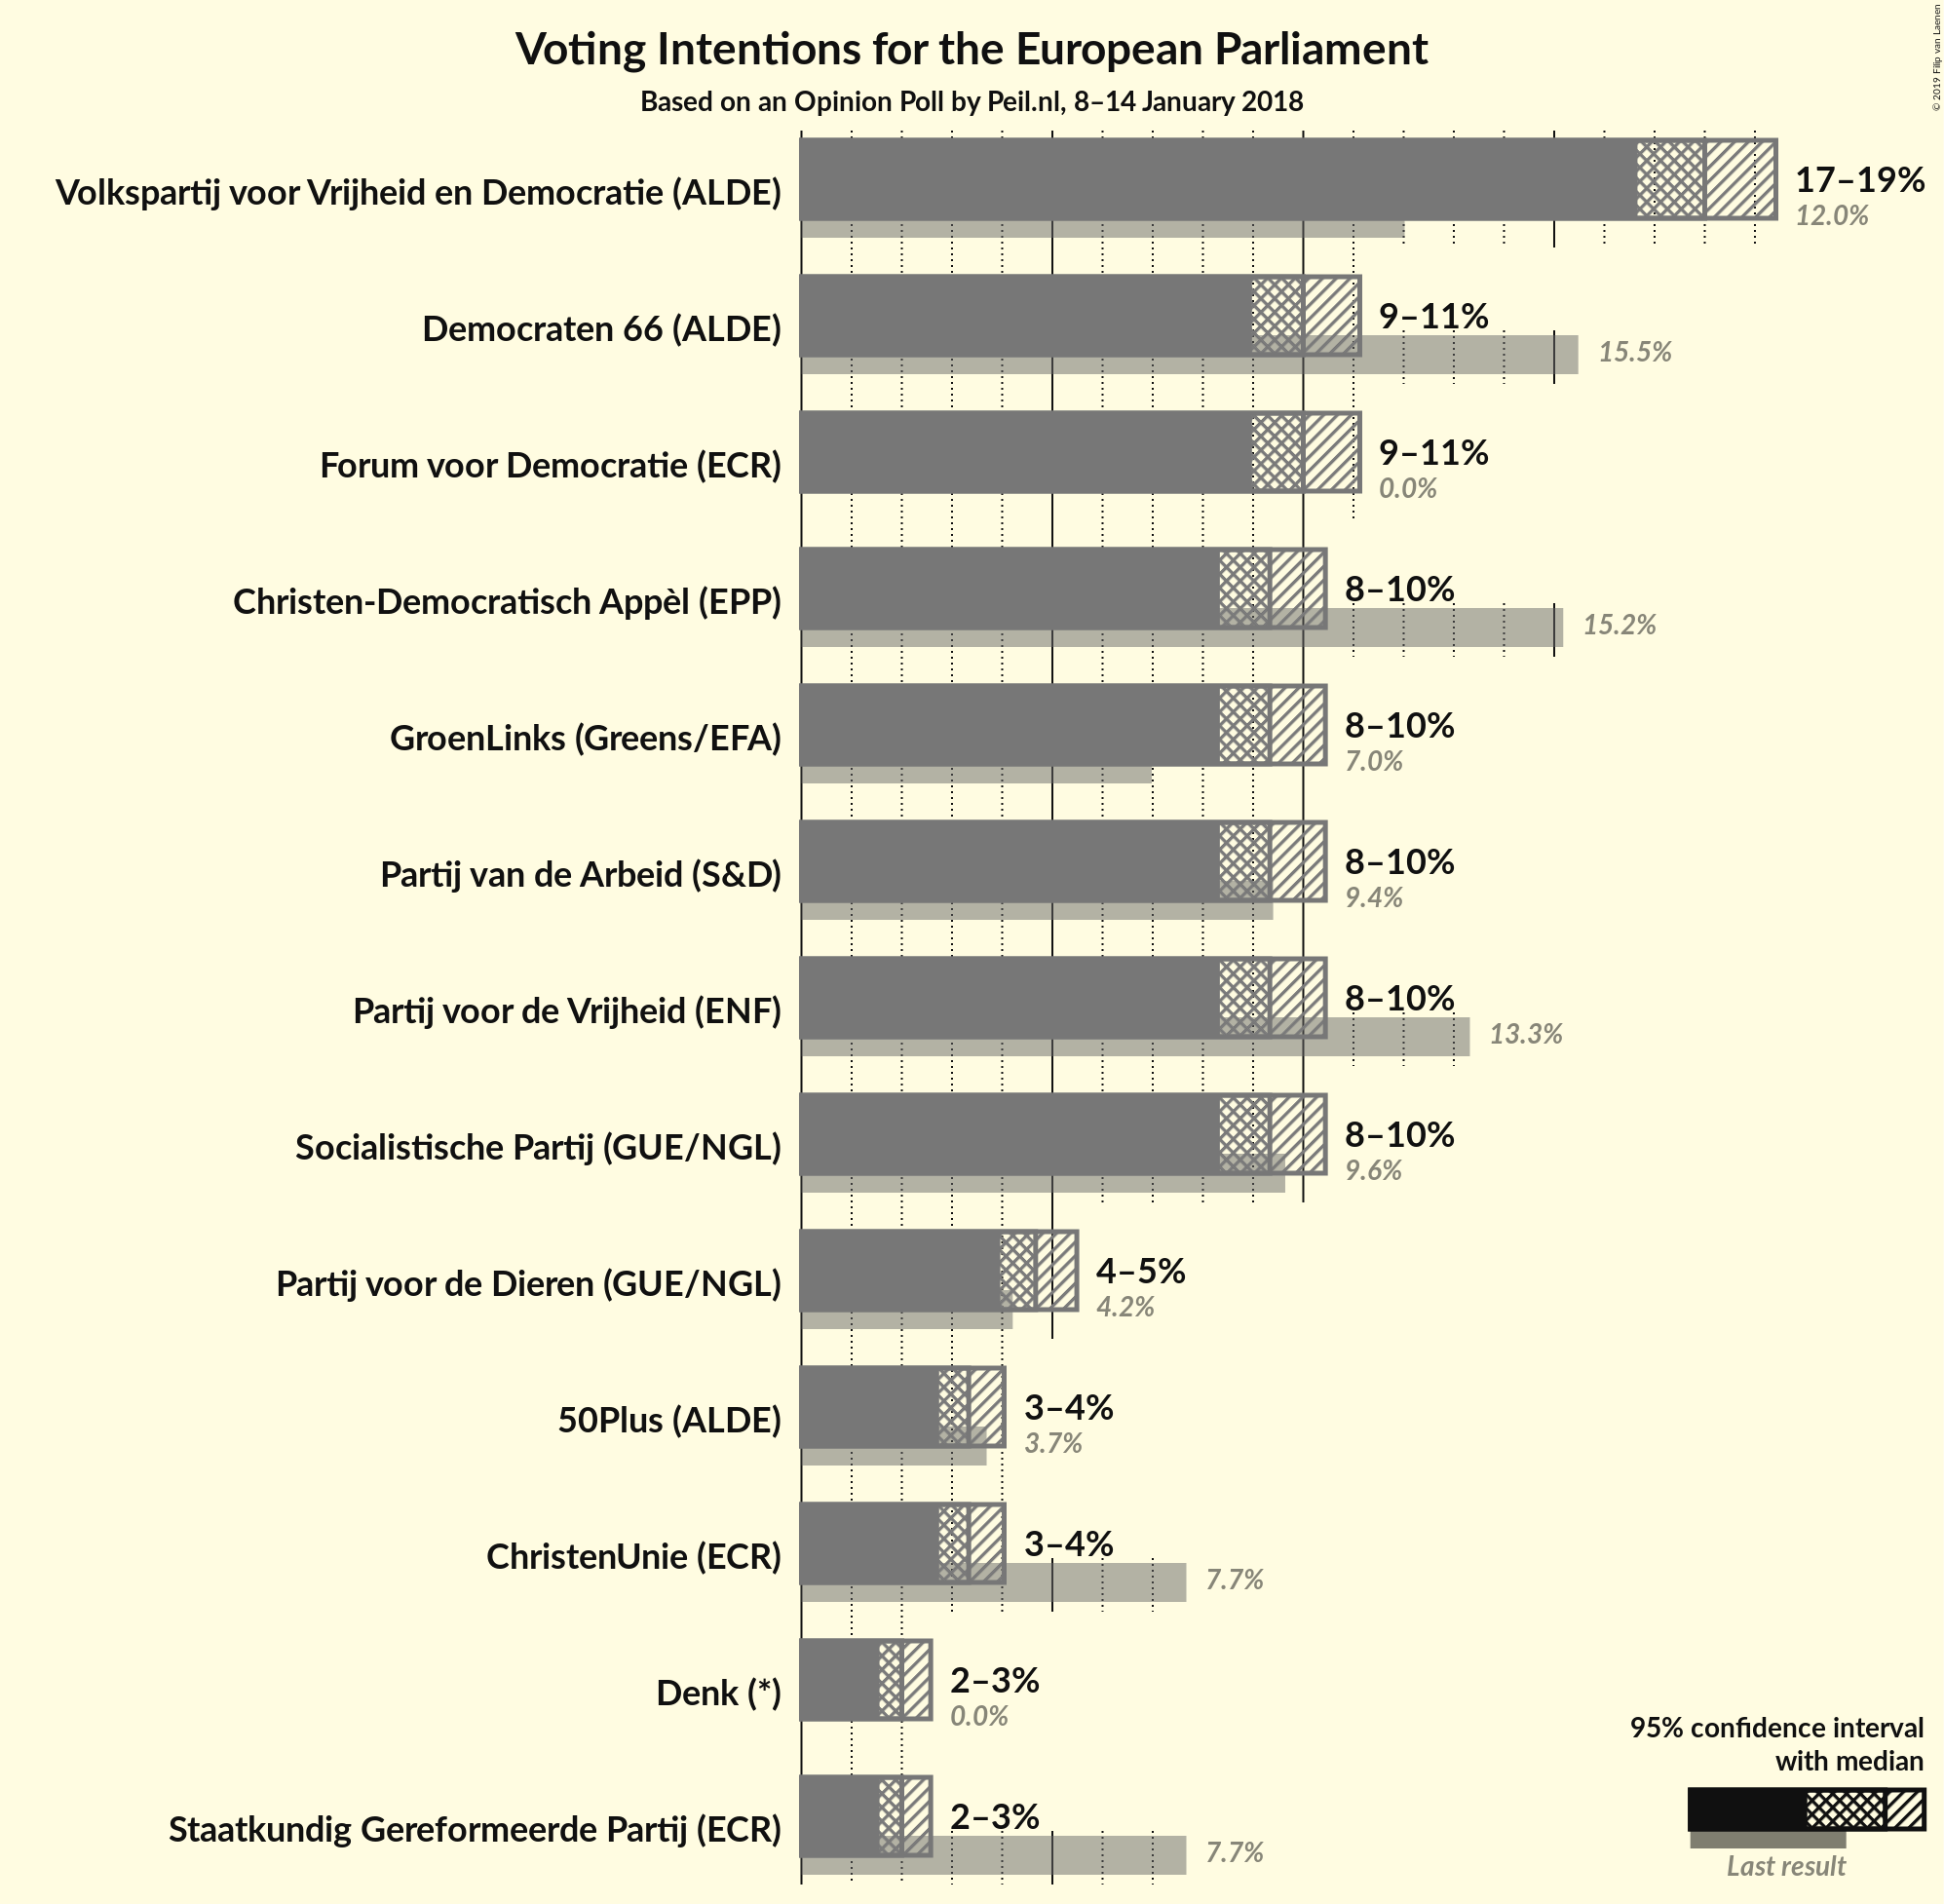 Voting Intentions for the European Parliament
Based on an Opinion Poll by Peil.nl, 8–14 January 2018
© 2019 Filip van Laenen
Volkspartij voor Vrijheid en Democratie (ALDE)
17–19%
12.0%
Democraten 66 (ALDE)
9–11%
15.5%
Forum voor Democratie (ECR)
9–11%
0.0%
Christen-Democratisch Appèl (EPP)
8–10%
15.2%
GroenLinks (Greens/EFA)
8–10%
7.0%
Partij van de Arbeid (S&D)
8–10%
9.4%
Partij voor de Vrijheid (ENF)
8–10%
13.3%
Socialistische Partij (GUE/NGL)
8–10%
9.6%
Partij voor de Dieren (GUE/NGL)
4–5%
4.2%
50Plus (ALDE)
3–4%
3.7%
ChristenUnie (ECR)
3–4%
7.7%
Denk (*)
2–3%
0.0%
Staatkundig Gereformeerde Partij (ECR)
2–3%
7.7%
95% confidence interval
with median
Last result